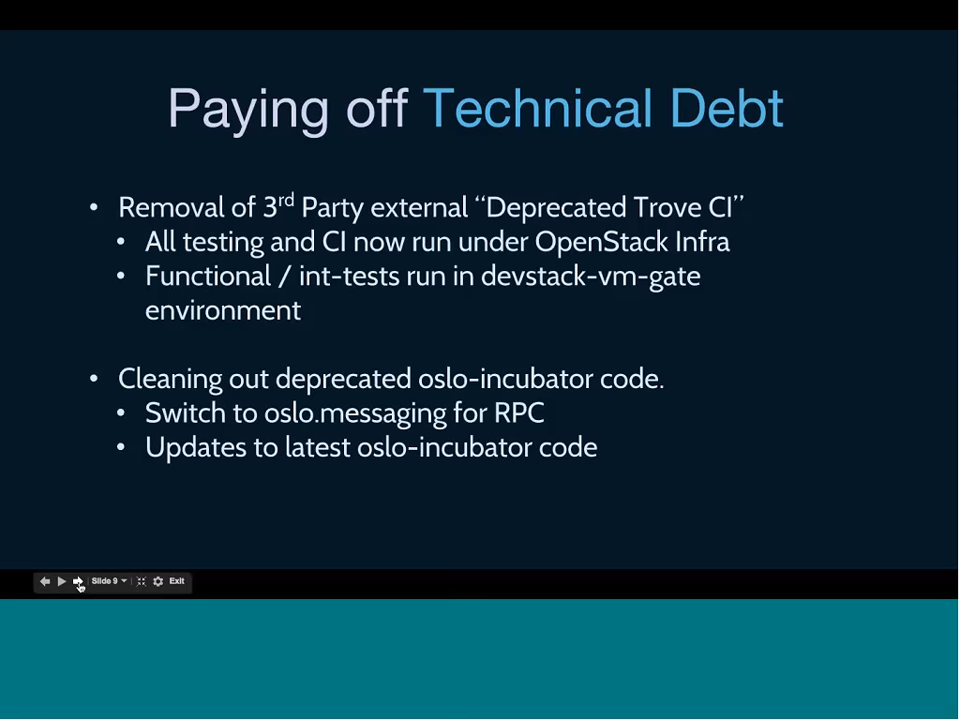 Paying off Technical Debt
• Removal of 3rd Party external “Deprecated Trove CI”
• All testing and CI now run under OpenStack Infra
• Functional / int-tests run in devstack-vm-gate
environment
• Cleaning out deprecated oslo-incubator code.
• Switch to oslo.messaging for RPC
• Updates to latest oslo-incubator code
Slide 9 Exit